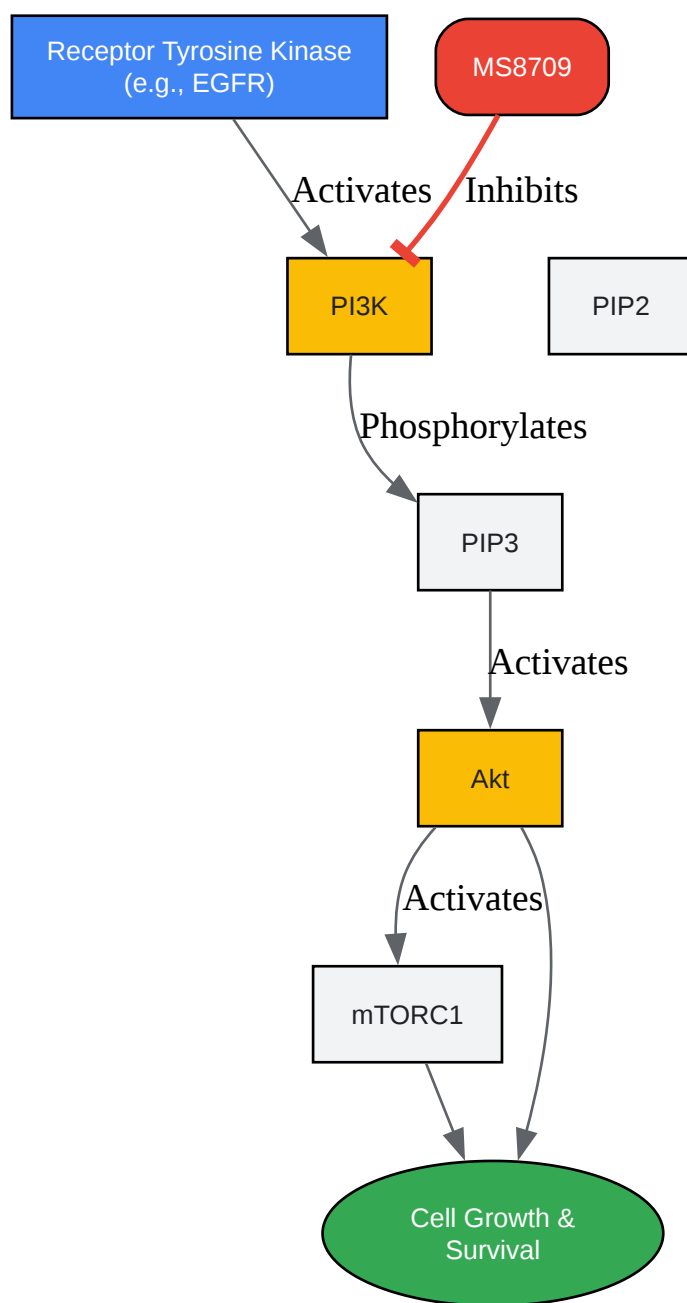 Receptor Tyrosine Kinase
(e.g., EGFR)
MS8709
Activates
Inhibits
PI3K
PIP2
Phosphorylates
PIP3
Activates
Akt
Activates
mTORC1
Cell Growth &
Survival